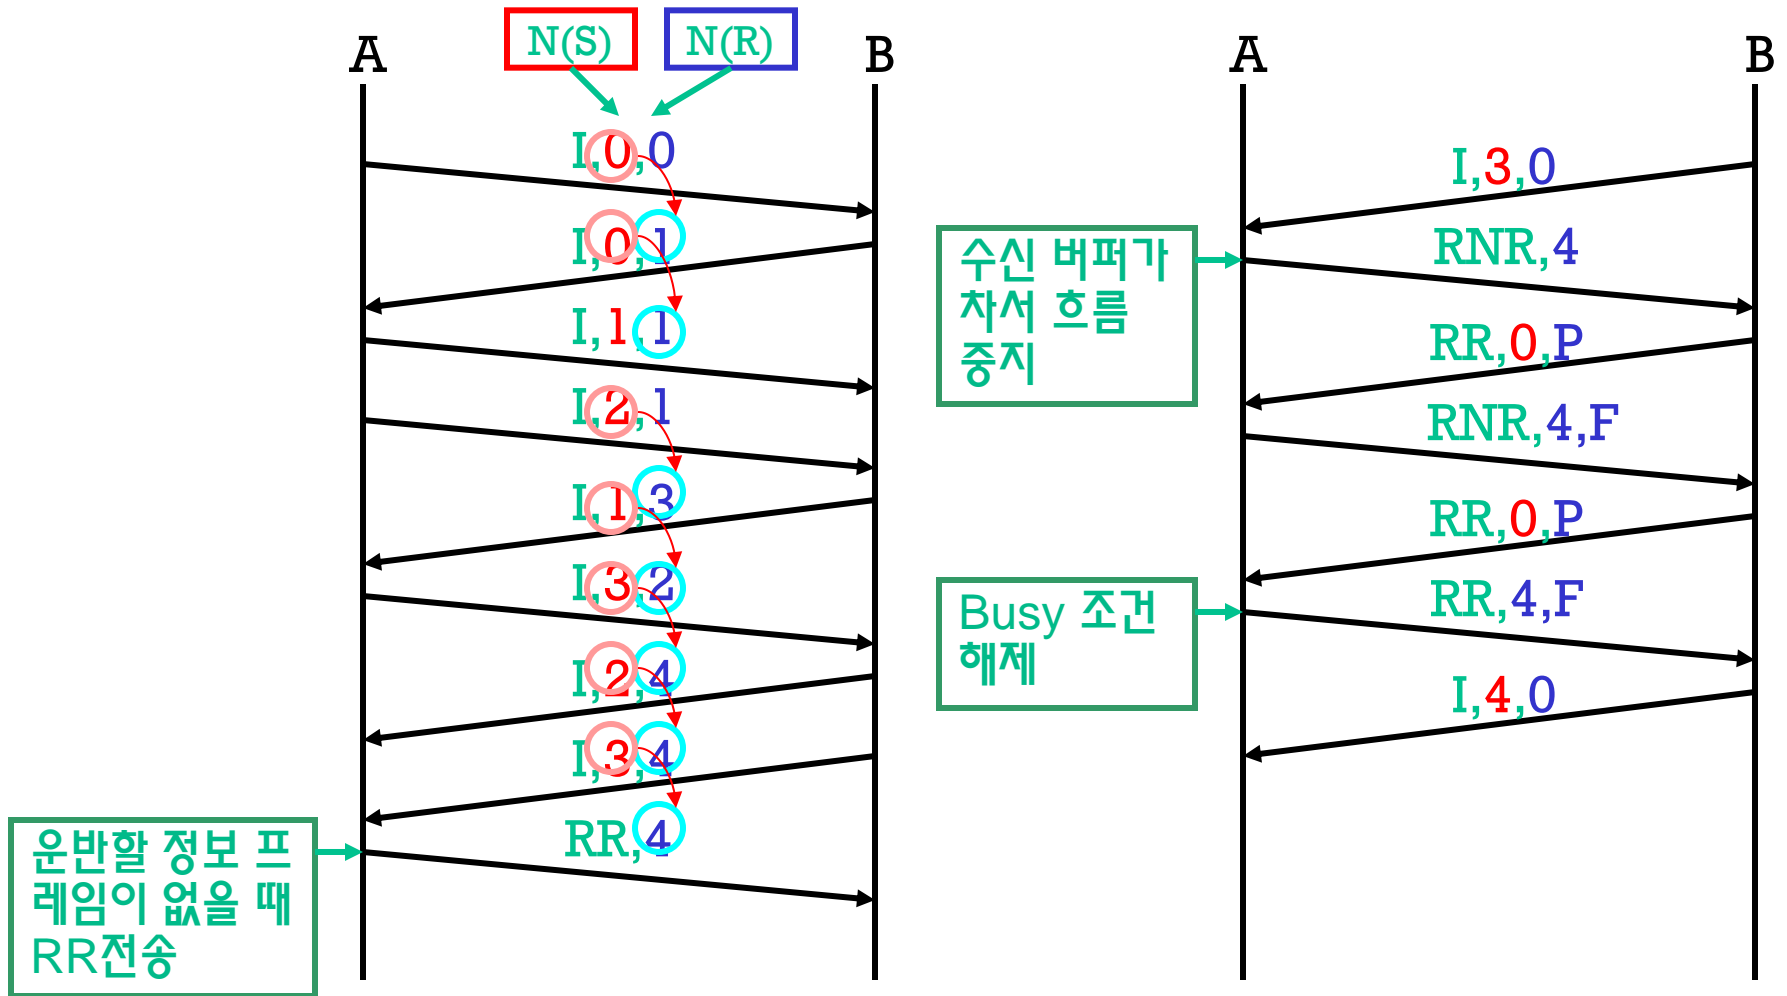 N(S)
N(R)
A
B
I,0,0
I,0,1
I,1,1
I,2,1
I,1,3
I,3,2
I,2,4
I,3,4
RR,4
운반할 정보 프
레임이 없을 때
RR전송
A
B
I,3,0
RNR,4
RR,0,P
RNR,4,F
RR,0,P
RR,4,F
I,4,0
수신 버퍼가
차서 흐름
중지
Busy 조건
해제